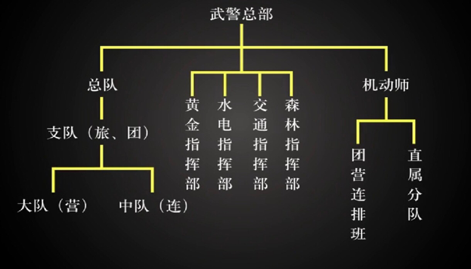 武警总部
总队
机动师
支队（旅、团）
黄金指挥部
水电指挥部
交通指挥部
森林指挥部
团营连排班
直属分队
大队（营）
中队（连）